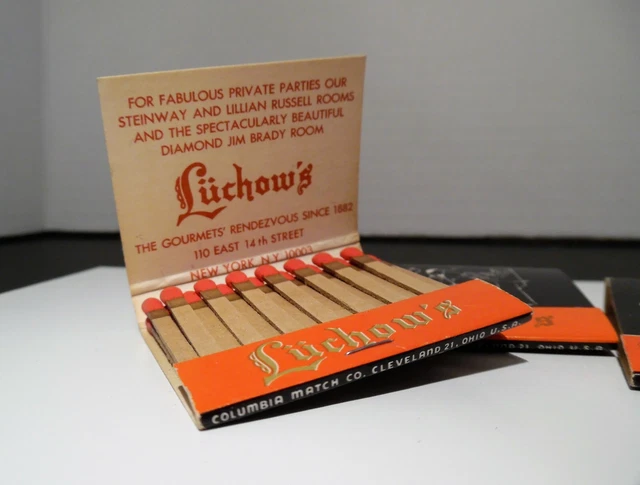 FOR FABULOUS PRIVATE PARTIES OUR
STEINWAY AND LILLIAN RUSSELL ROOMS
AND THE SPECTACULARLY BEAUTIFUL
DIAMOND JIM BRADY ROOM
Lüchow's
THE GOURMETS' RENDEZVOUS SINCE 1882
110 EAST 14th STREET
NEW YORK N.Y. 10003
Lüchow's
COLUMBIA MATCH CO. CLEVELAND 21, OHIO U.S.A.
21, OHIO U.S.A.